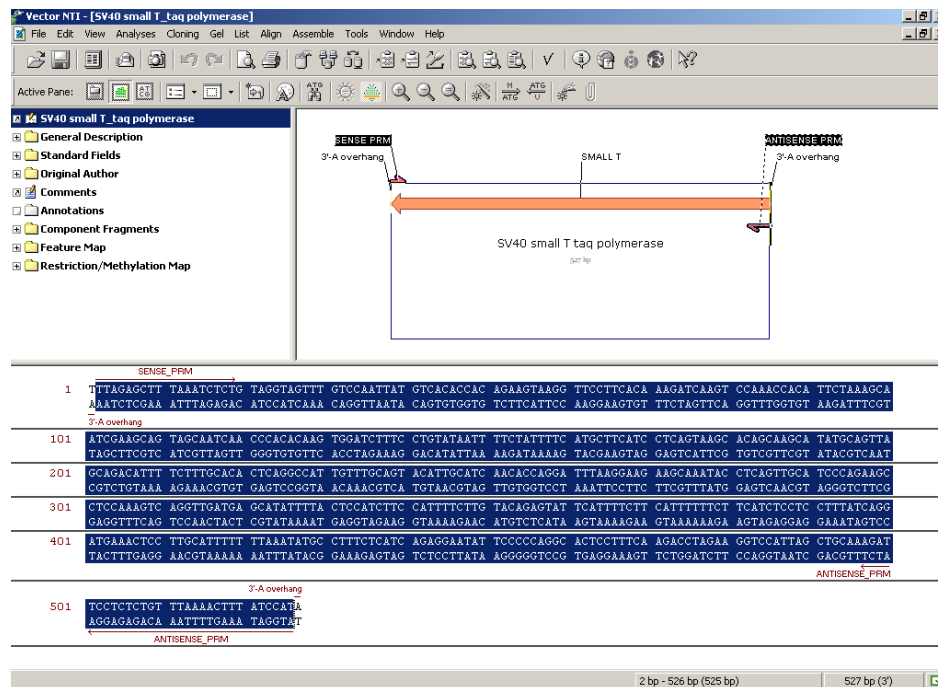 Vector NTI - [SV40 small T_taq polymerase]
File Edit View Analyses Cloning Gel List Align Assemble Tools Window Help
Active Pane:
SV40 small T_taq polymerase
General Description
Standard Fields
Original Author
Comments
Annotations
Component Fragments
Feature Map
Restriction/Methylation Map
SENSE PRM
ANTISENSE PRM
3'-A overhang
SMALL T
3'-A overhang
SV40 small T taq polymerase
527 bp
SENSE_PRM
1 TTTAGAGCTT TAAATCTCTG TAGGTAGTTT GTCCAATTAT GTCACACCAC AGAAGTAAGG TTCCTTCACA AAGATCAAGT CCAAACCACA TTCTAAAGCA
AAATCTCGAA ATTTAGAGAC ATCCATCAAA CAGGTTAATA CAGTGTGGTG TCTTCATTCC AAGGAAGTGT TTCTAGTTCA GGTTTGGTGT AAGATTTCGT
3'-A overhang
101 ATCGAAGCAG TAGCAATCAA CCCACACAAG TGGATCTTTC CTGTATAATT TTCTATTTTC ATGCTTCATC CTCAGTAAGC ACAGCAAGCA TATGCAGTTA
TAGCTTCGTC ATCGTTAGTT GGGTGTGTTC ACCTAGAAAG GACATATTAA AAGATAAAAG TACGAAGTAG GAGTCATTCG TGTCGTTCGT ATACGTCAAT
201 GCAGACATTT TCTTTGCACA CTCAGGCCAT TGTTTGCAGT ACATTGCATC AACACCAGGA TTTAAGGAAG AAGCAAATAC CTCAGTTGCA TCCCAGAAGC
CGTCTGTAAA AGAAACGTGT GAGTCCGGTA ACAAACGTCA TGTAACGTAG TTGTGGTCCT AAATTCCTTC TTCGTTTATG GAGTCAACGT AGGGTCTTCG
301 CTCCAAAGTC AGGTTGATGA GCATATTTTA CTCCATCTTC CATTTTCTTG TACAGAGTAT TCATTTTCTT CATTTTTTCT TCATCTCCTC CTTTATCAGG
GAGGTTTCAG TCCAACTACT CGTATAAAAT GAGGTAGAAG GTAAAAGAAC ATGTCTCATA AGTAAAAGAA GTAAAAAAGA AGTAGAGGAG GAAATAGTCC
401 ATGAAACTCC TTGCATTTTT TTAAATATGC CTTTCTCATC AGAGGAATAT TCCCCCAGGC ACTCCTTTCA AGACCTAGAA GGTCCATTAG CTGCAAAGAT
TACTTTGAGG AACGTAAAAA AATTTATACG GAAAGAGTAG TCTCCTTATA AGGGGGTCCG TGAGGAAAGT TCTGGATCTT CCAGGTAATC GACGTTTCTA
ANTISENSE_PRM
3'-A overhang
501 TCCTCTCTGT TTAAAACTTT ATCCATA
AGGAGAGACA AATTTTGAAA TAGGTAT
ANTISENSE_PRM
2 bp - 526 bp (525 bp) 527 bp (3')